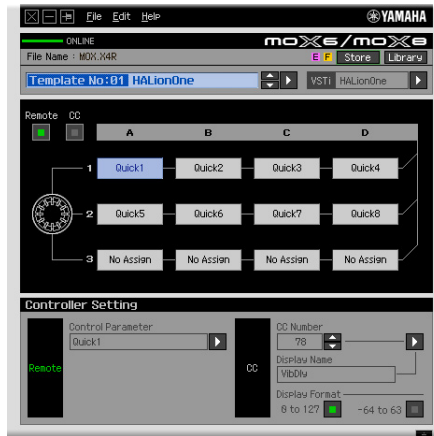 File Edit Help
YAMAHA
ONLINE
mox6/mox8
File Name : MOX.X4R
E F Store Library
Template No:01 HALionOne
VSTi HALionOne
Remote CC
A B C D
1 Quick1 Quick2 Quick3 Quick4
2 Quick5 Quick6 Quick7 Quick8
3 No Assign No Assign No Assign No Assign
Controller Setting
Remote
Control Parameter
Quick1
CC
CC Number
78
Display Name
VibDly
Display Format
0 to 127 -64 to 63